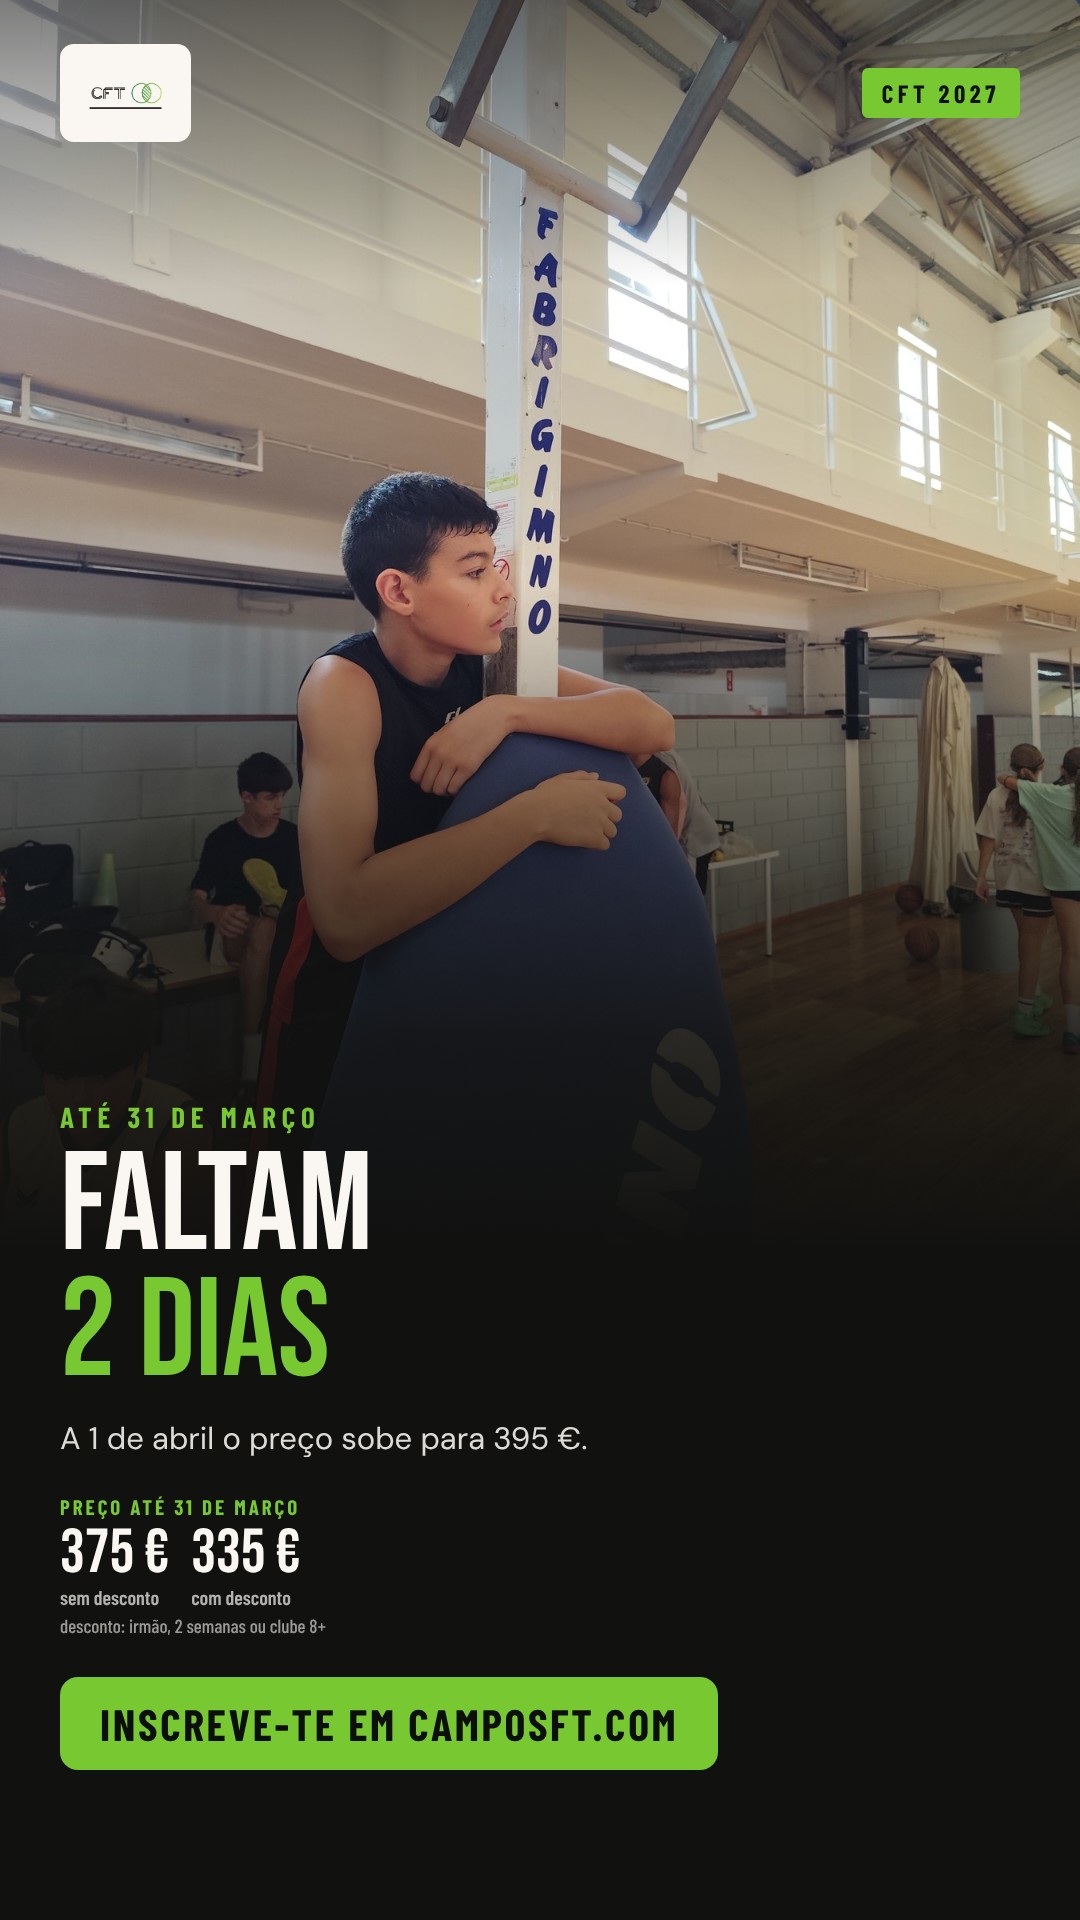 CFT
CFT 2027
FABRIGIMNO
ATÉ 31 DE MARÇO
FALTAM
2 DIAS
A 1 de abril o preço sobe para 395 €.
PREÇO ATÉ 31 DE MARÇO
375 € 335 €
sem desconto com desconto
desconto: irmão, 2 semanas ou clube 8+
INSCREVE-TE EM CAMPOSFT.COM
NO